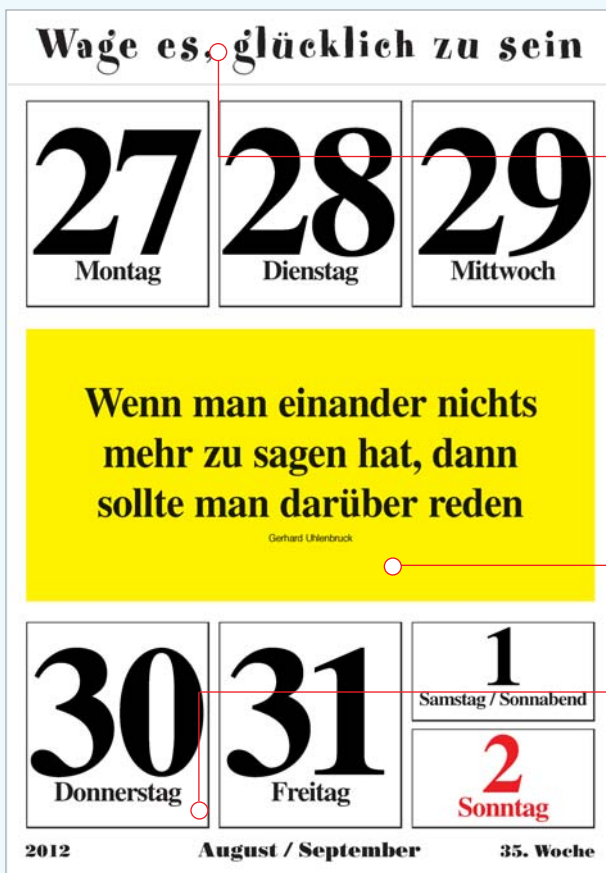 Wage es, glücklich zu sein
27 28 29
Montag Dienstag Mittwoch
Wenn man einander nichts
mehr zu sagen hat, dann
sollte man darüber reden
Gerhard Uhlenbruck
30 31 1
Samstag / Sonnabend
2
Donnerstag Freitag Sonntag
2012 August / September 35. Woche